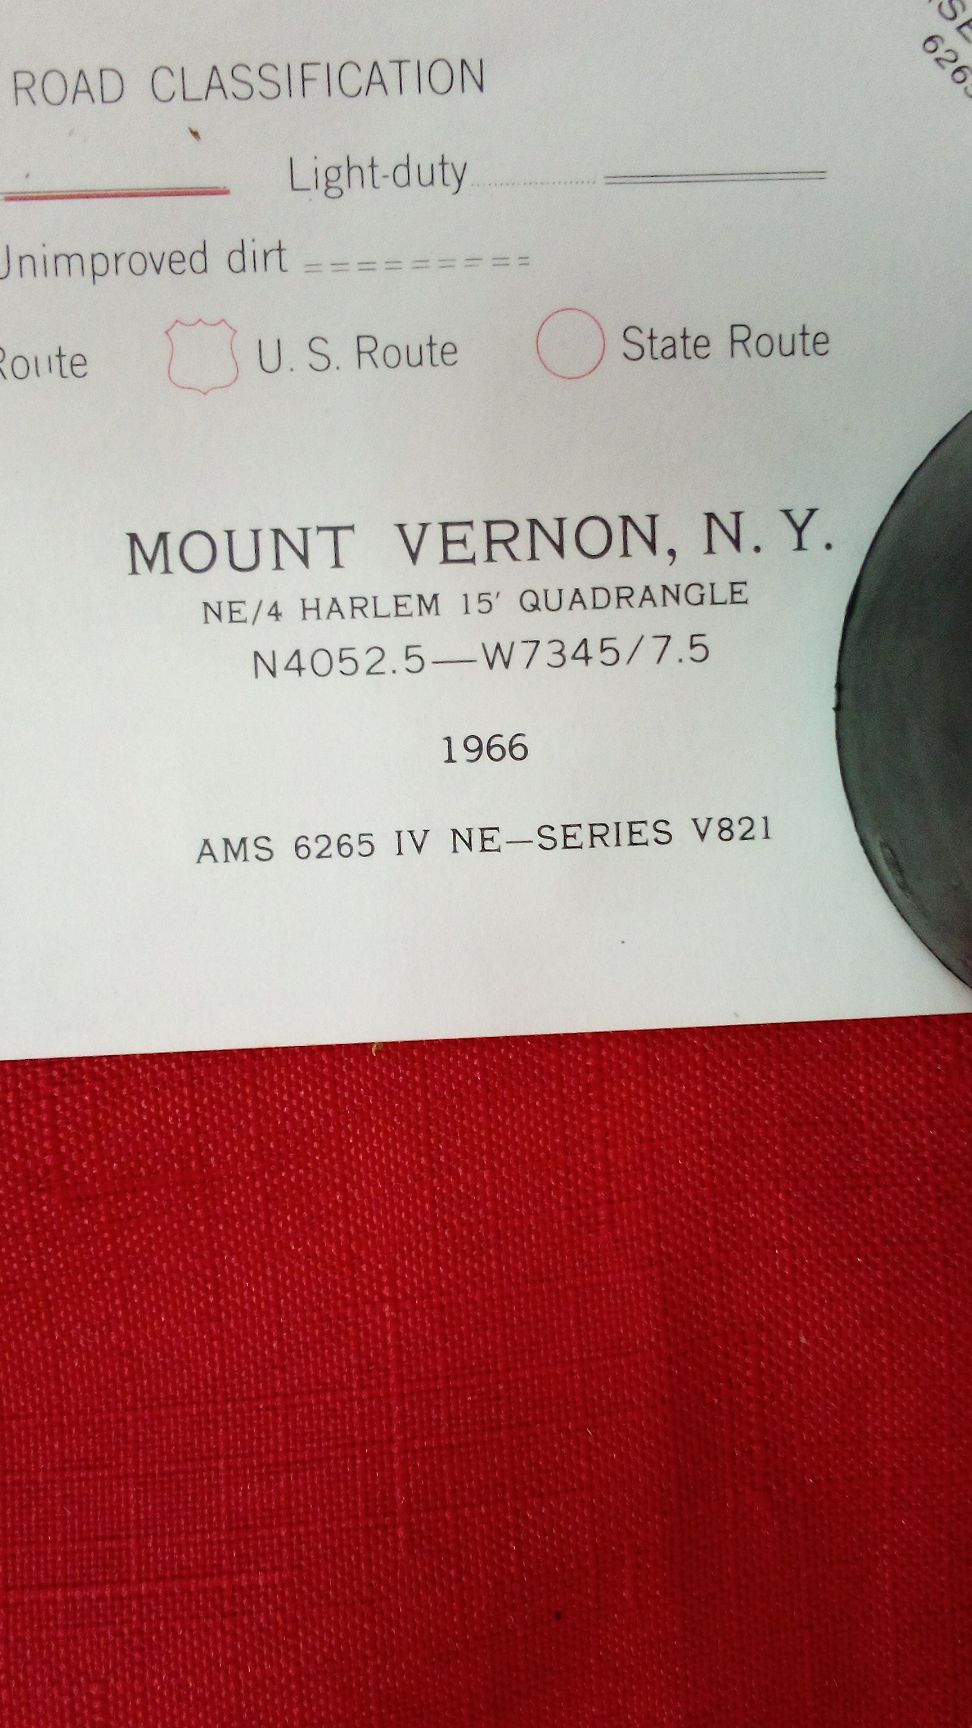 ROAD CLASSIFICATION
Light-duty
Unimproved dirt
Route
U. S. Route
State Route
MOUNT VERNON, N. Y.
NE/4 HARLEM 15′ QUADRANGLE
N4052.5—W7345/7.5
1966
AMS 6265 IV NE—SERIES V821